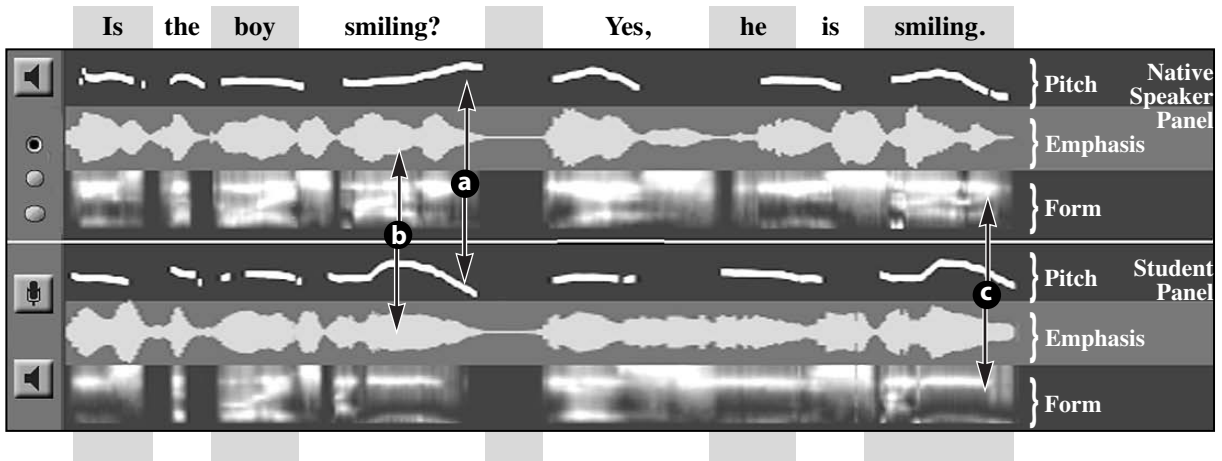 Is the boy smiling? Yes, he is smiling.
Pitch
Native
Speaker
Panel
Emphasis
a
Form
b
Pitch
Student
Panel
c
Emphasis
Form